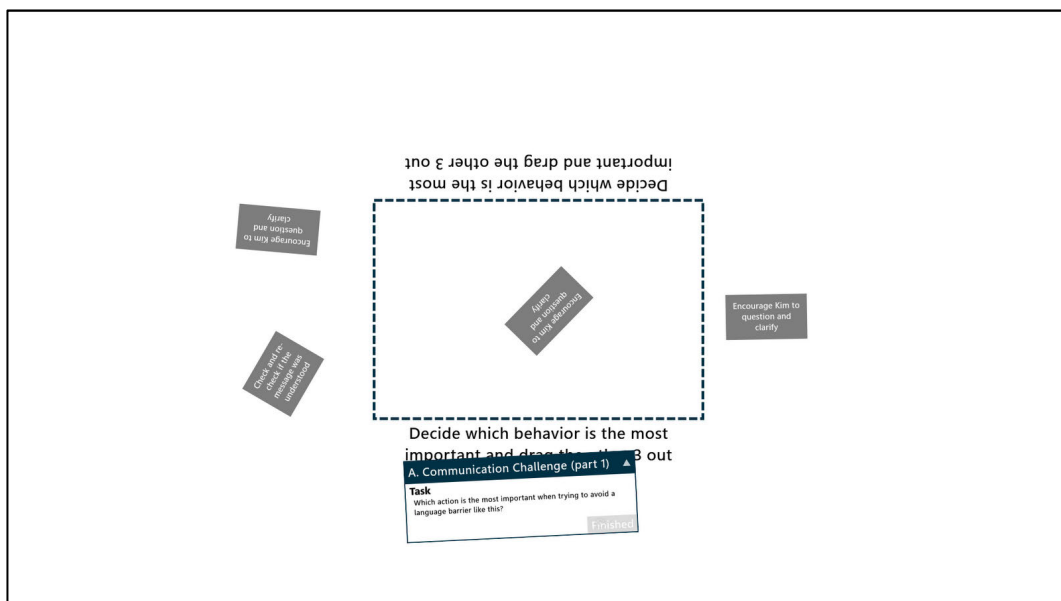 Decide which behavior is the most
important and drag the other 3 out
Encourage Kim to
question and
clarify
Encourage Kim to
question and
clarify
Encourage Kim to
question and
clarify
Check and re-
check if the
message was
understood
Decide which behavior is the most
important and drag the other 3 out
A. Communication Challenge (part 1)
Task
Which action is the most important when trying to avoid a
language barrier like this?
Finished